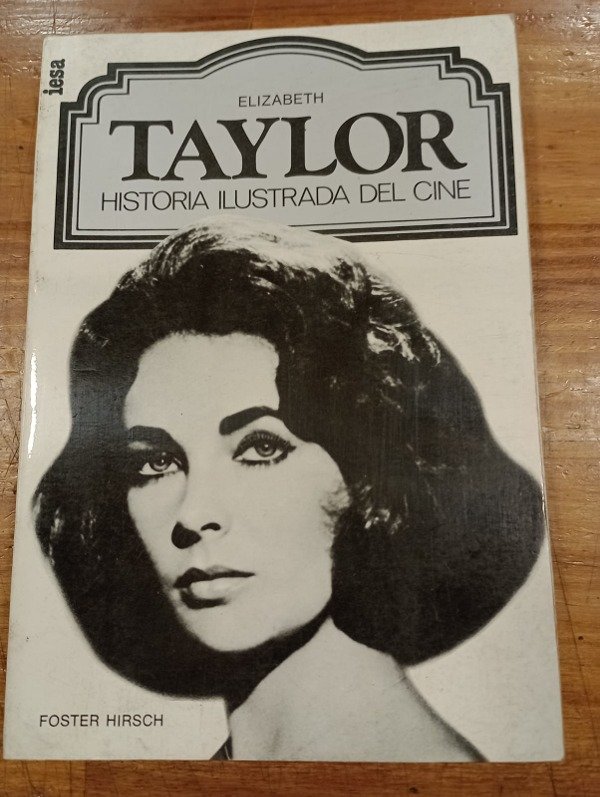 iesa
ELIZABETH
TAYLOR
HISTORIA ILUSTRADA DEL CINE
FOSTER HIRSCH